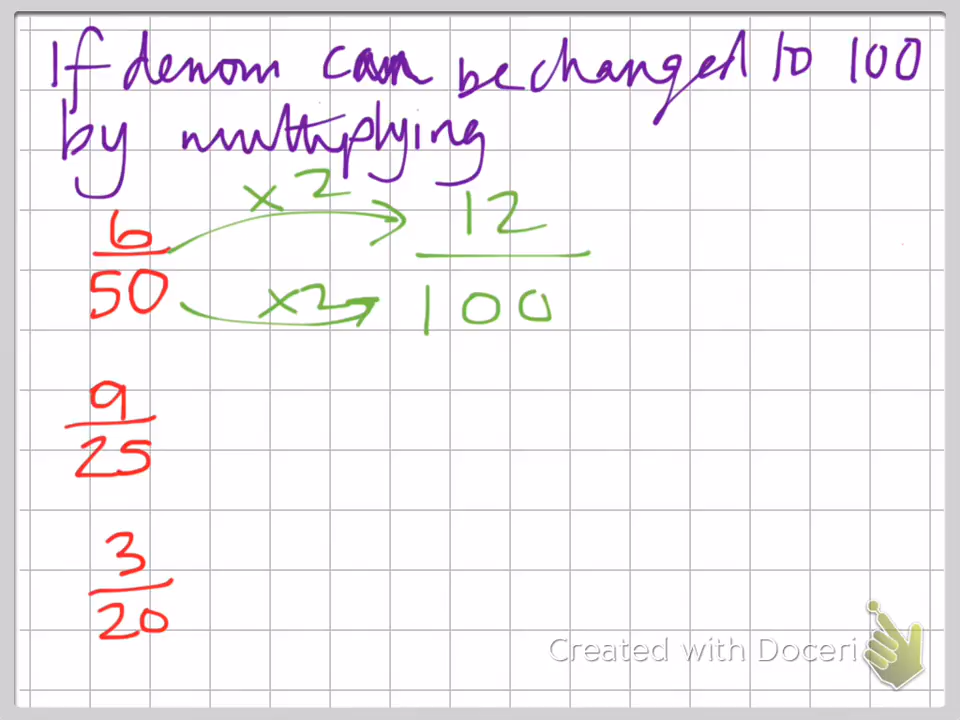 If denom can be changed to 100
by multiplying
x 2
6 12
50 x2 100
9
25
3
20
Created with Doceri